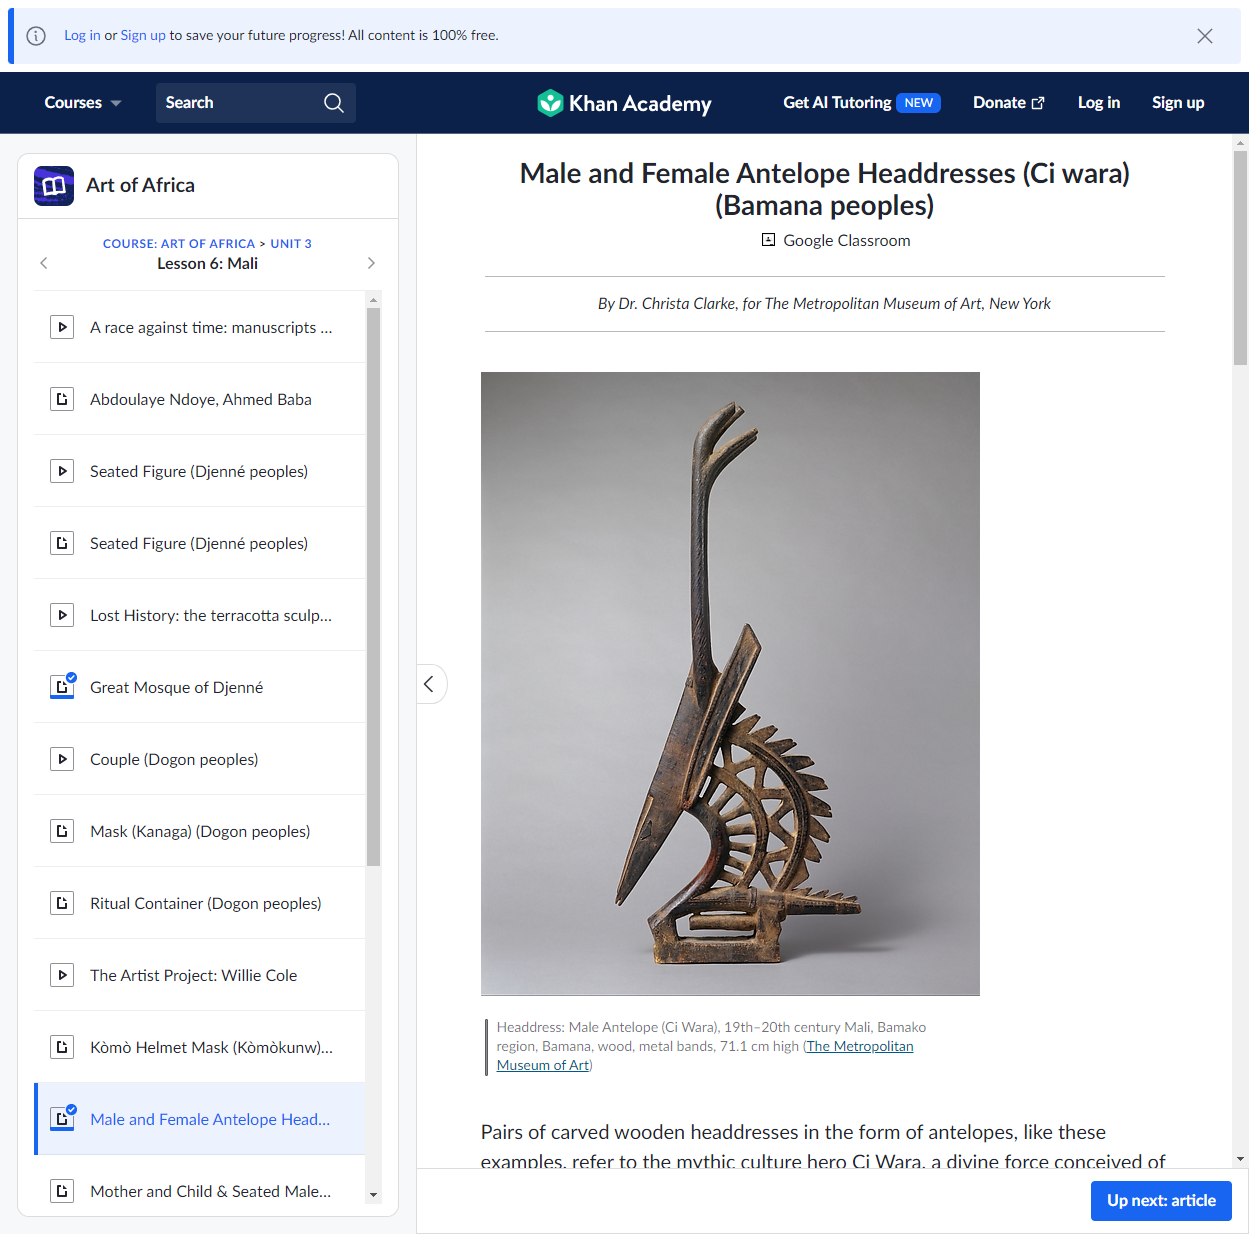 Log in or Sign up to save your future progress! All content is 100% free.
Courses
Search
Khan Academy
Get AI Tutoring NEW
Donate
Log in
Sign up
Art of Africa
COURSE: ART OF AFRICA > UNIT 3
Lesson 6: Mali
A race against time: manuscripts ...
Abdoulaye Ndoye, Ahmed Baba
Seated Figure (Djenné peoples)
Seated Figure (Djenné peoples)
Lost History: the terracotta sculp...
Great Mosque of Djenné
Couple (Dogon peoples)
Mask (Kanaga) (Dogon peoples)
Ritual Container (Dogon peoples)
The Artist Project: Willie Cole
Kòmò Helmet Mask (Kòmòkunw)...
Male and Female Antelope Head...
Mother and Child & Seated Male...
Male and Female Antelope Headdresses (Ci wara)
(Bamana peoples)
Google Classroom
By Dr. Christa Clarke, for The Metropolitan Museum of Art, New York
Headdress: Male Antelope (Ci Wara), 19th–20th century Mali, Bamako
region, Bamana, wood, metal bands, 71.1 cm high (The Metropolitan
Museum of Art)
Pairs of carved wooden headdresses in the form of antelopes, like these
examples, refer to the mythic culture hero Ci Wara, a divine force conceived of
Up next: article